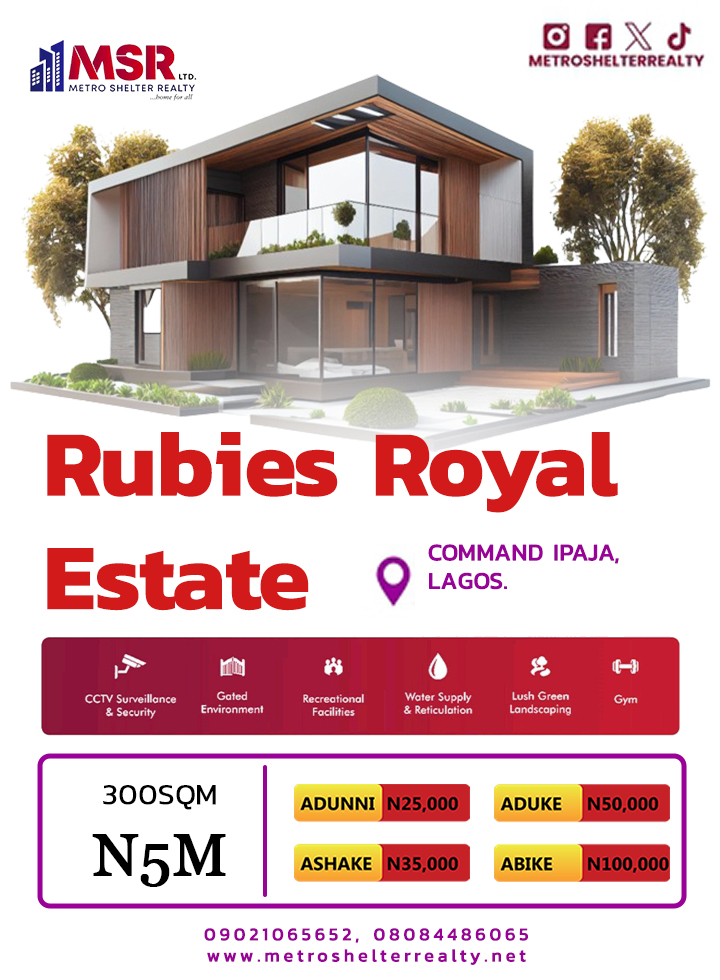 MSR LTD.
METRO SHELTER REALTY
...home for all
METROSHELTERREALTY
Rubies Royal
Estate
COMMAND IPAJA,
LAGOS.
CCTV Surveillance
& Security
Gated
Environment
Recreational
Facilities
Water Supply
& Reticulation
Lush Green
Landscaping
Gym
300SQM
N5M
ADUNNI N25,000
ADUKE N50,000
ASHAKE N35,000
ABIKE N100,000
09021065652, 08084486065
www.metroshelterrealty.net